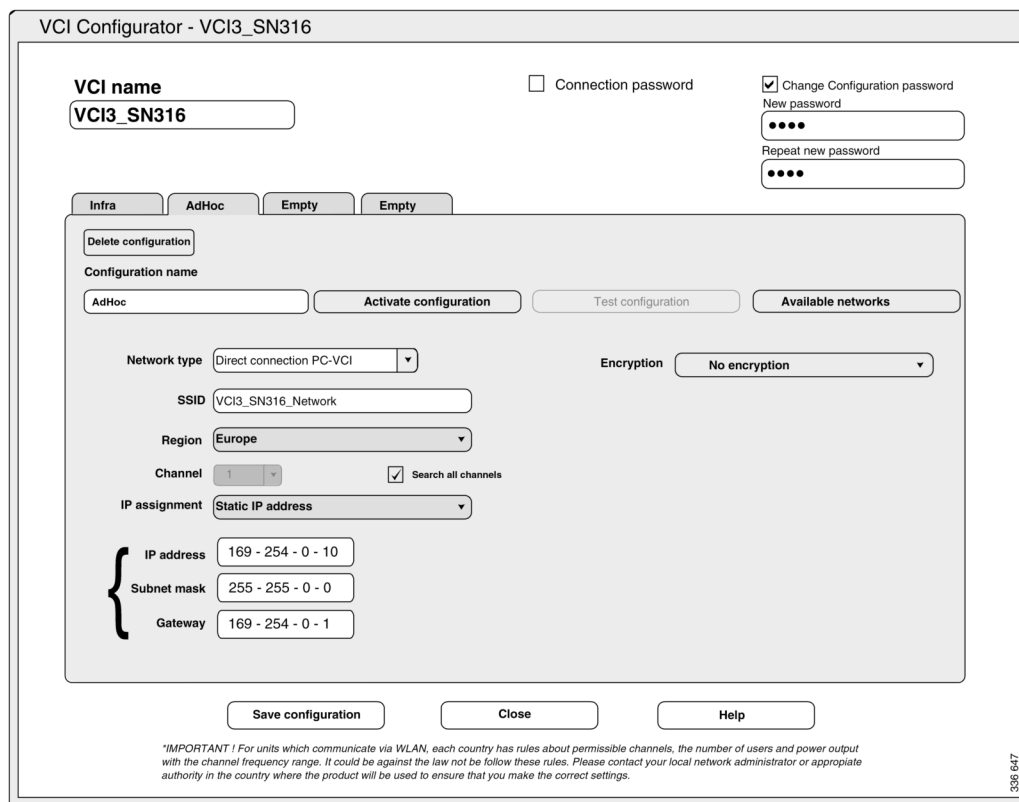 VCI Configurator - VCI3_SN316
VCI name
VCI3_SN316
Connection password
Change Configuration password
New password
••••
Repeat new password
••••
Infra
AdHoc
Empty
Empty
Delete configuration
Configuration name
AdHoc
Activate configuration
Test configuration
Available networks
Network type
Direct connection PC-VCI
Encryption
No encryption
SSID
VCI3_SN316_Network
Region
Europe
Channel
1
Search all channels
IP assignment
Static IP address
IP address
169 - 254 - 0 - 10
Subnet mask
255 - 255 - 0 - 0
Gateway
169 - 254 - 0 - 1
Save configuration
Close
Help
*IMPORTANT ! For units which communicate via WLAN, each country has rules about permissible channels, the number of users and power output
with the channel frequency range. It could be against the law not be follow these rules. Please contact your local network administrator or appropiate
authority in the country where the product will be used to ensure that you make the correct settings.
336 647